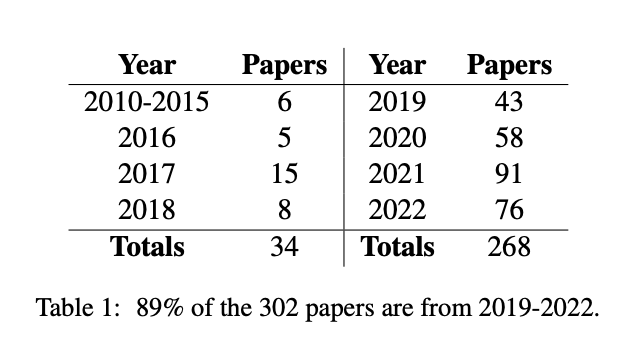 Year Papers Year Papers
2010-2015 6 2019 43
2016 5 2020 58
2017 15 2021 91
2018 8 2022 76
Totals 34 Totals 268
Table 1: 89% of the 302 papers are from 2019-2022.